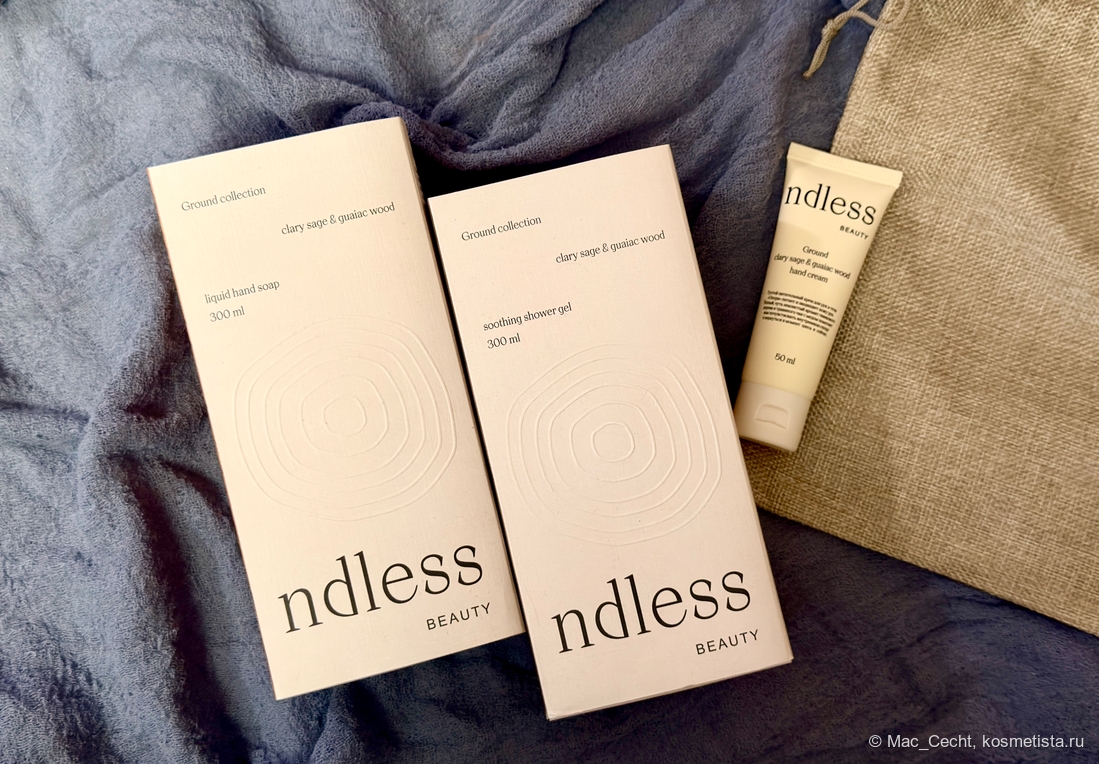 Ground collection
clary sage & guaiac wood
liquid hand soap
300 ml
ndless
BEAUTY
Ground collection
clary sage & guaiac wood
soothing shower gel
300 ml
ndless
BEAUTY
ndless
BEAUTY
Ground
clary sage & guaiac wood
hand cream
50 ml
© Mac_Cecht, kosmetista.ru